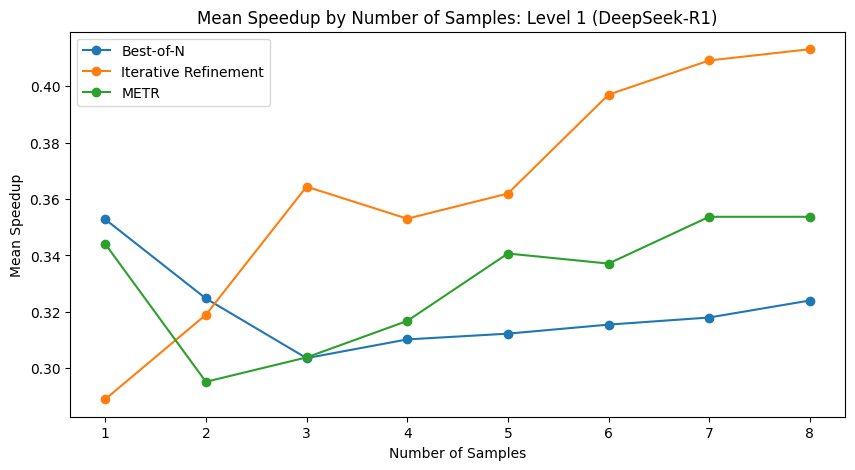 Mean Speedup by Number of Samples: Level 1 (DeepSeek-R1)
Best-of-N
Iterative Refinement
METR
Mean Speedup
0.40
0.38
0.36
0.34
0.32
0.30
1 2 3 4 5 6 7 8
Number of Samples